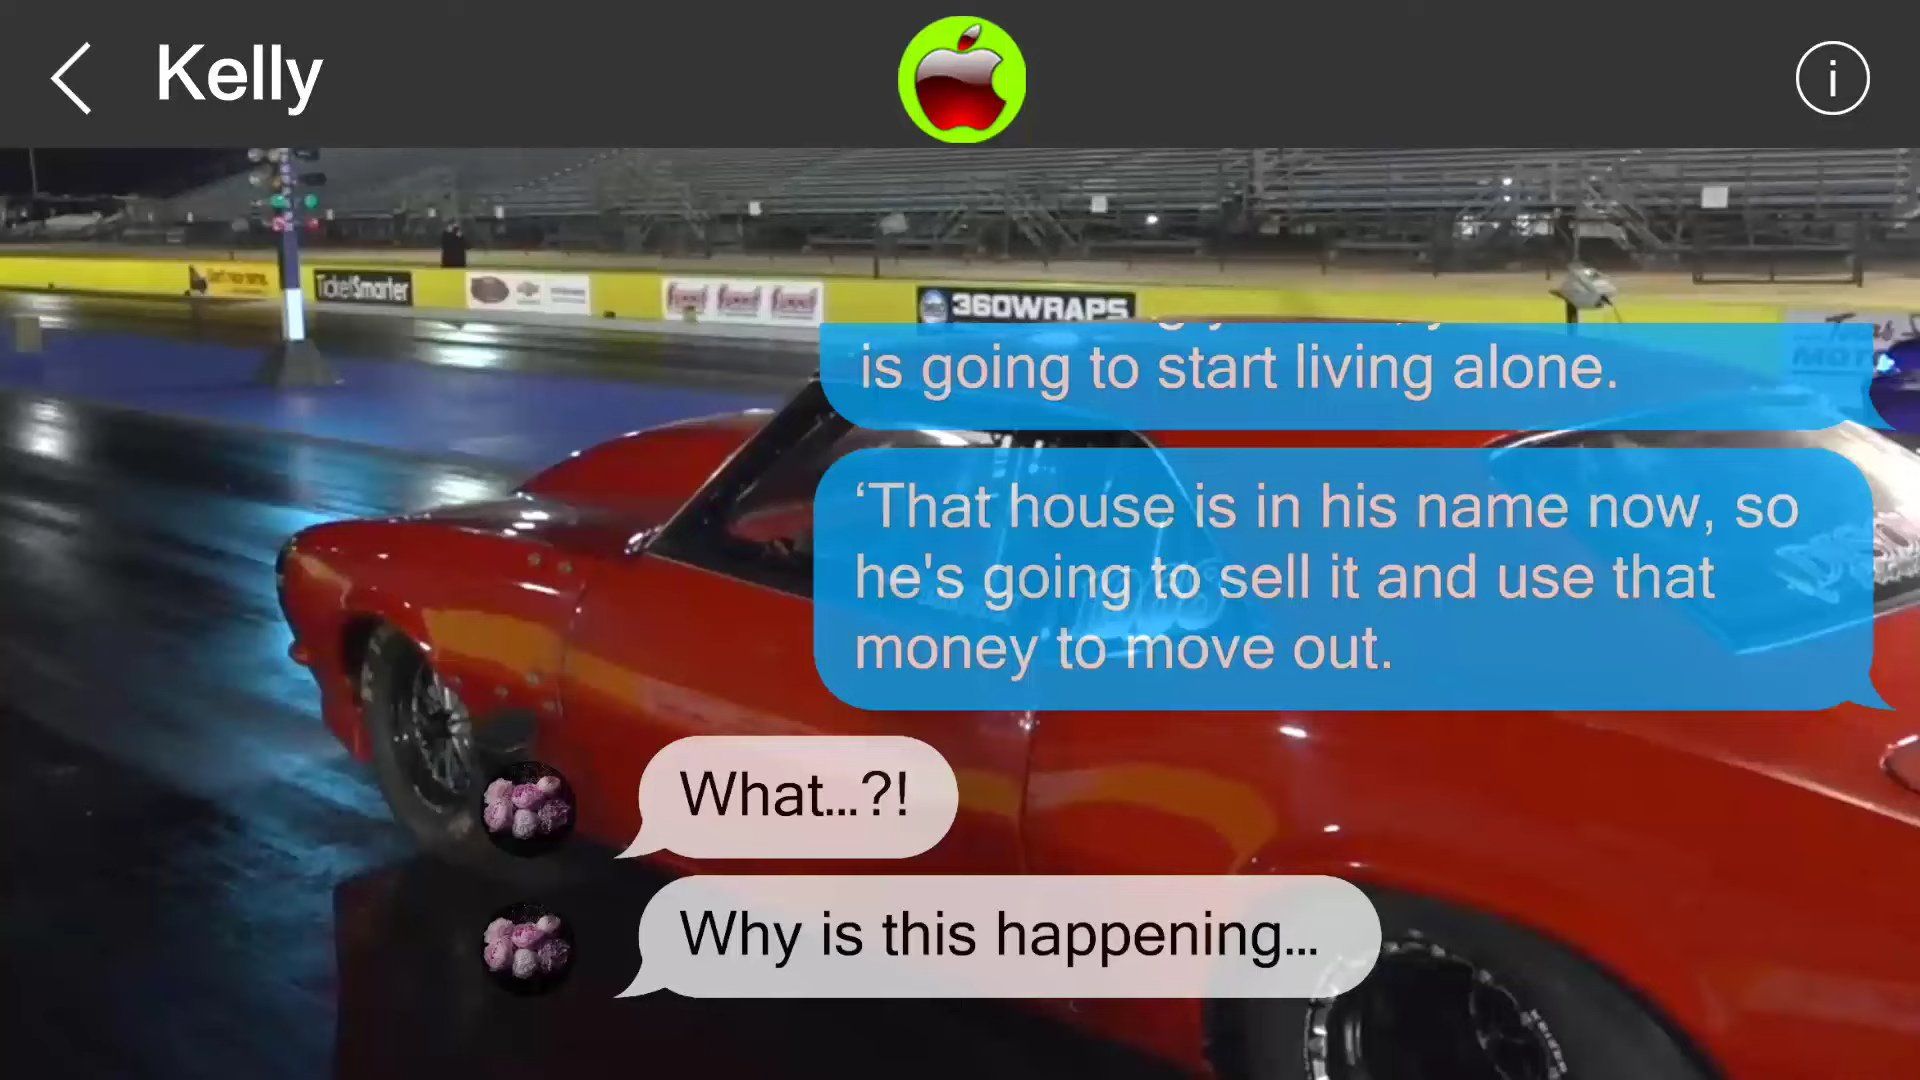 Kelly
i
TicketSmarter
360WRAPS
is going to start living alone.
‘That house is in his name now, so
he's going to sell it and use that
money to move out.
What...?!
Why is this happening...